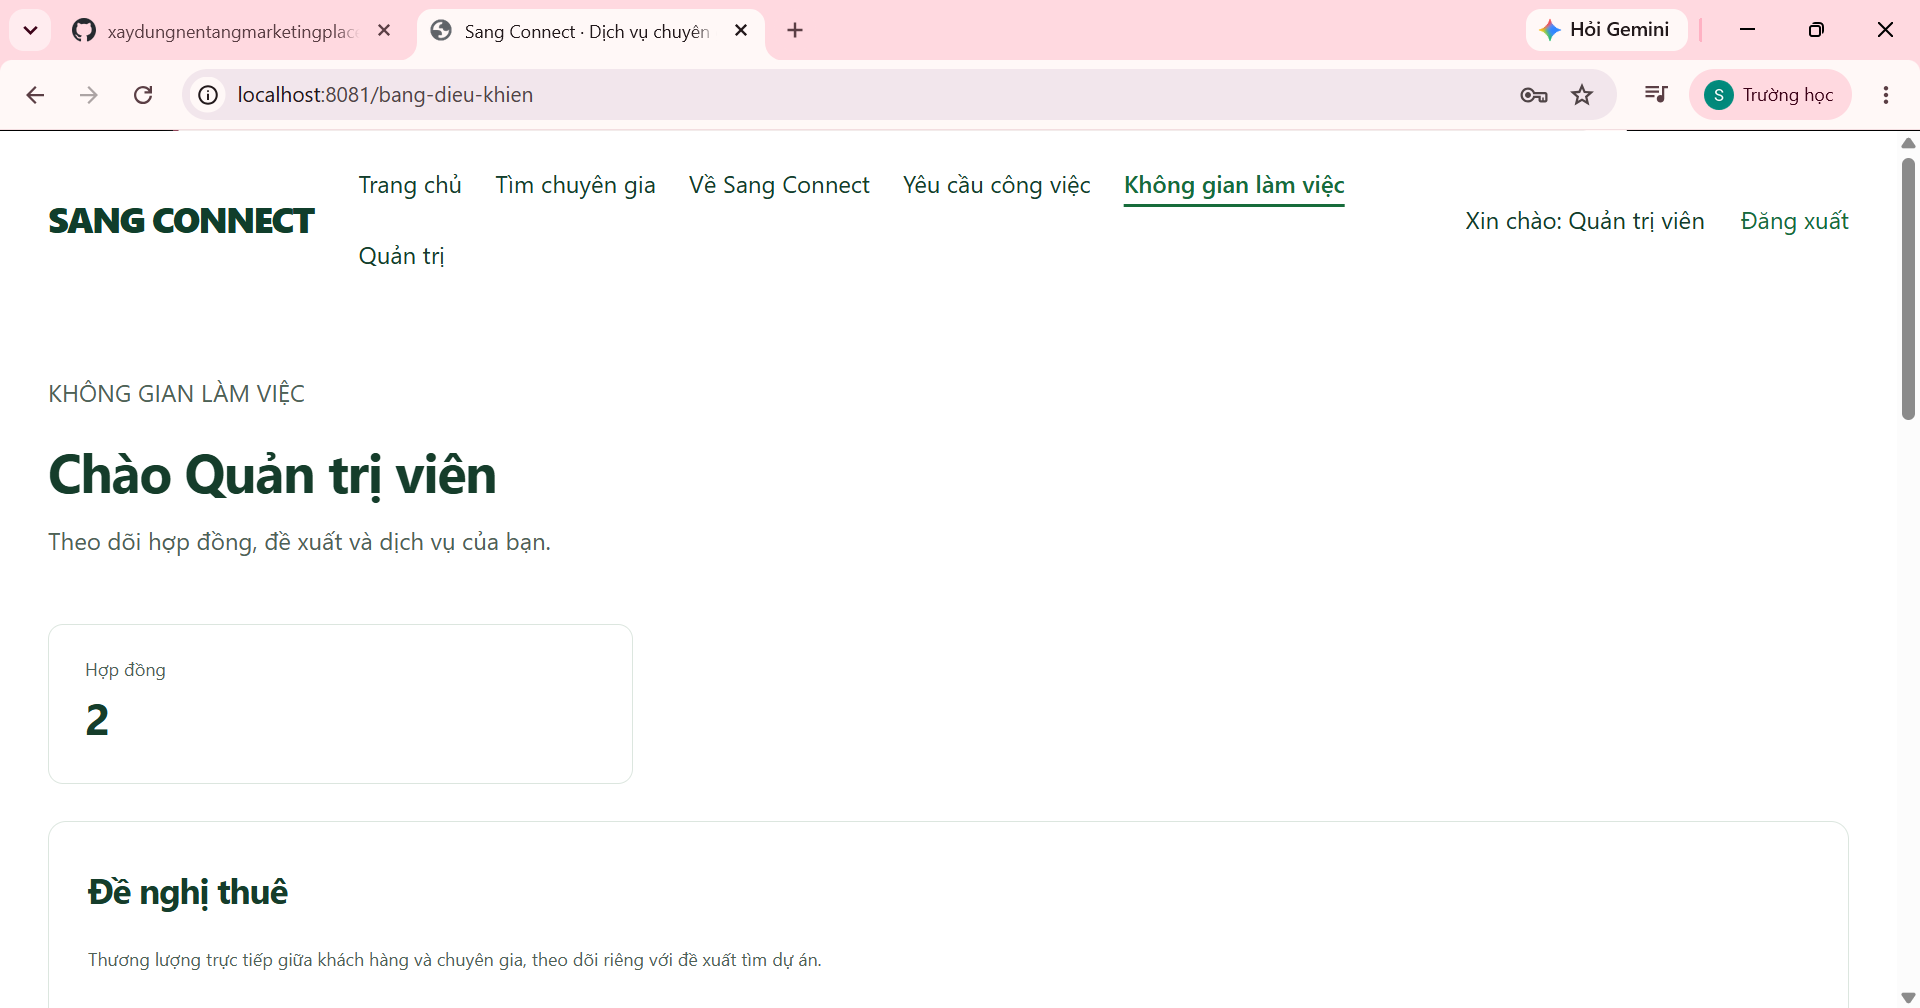 xaydungnentangmarketingplac
Sang Connect · Dịch vụ chuyên
Hỏi Gemini
localhost:8081/bang-dieu-khien
S
Trường học
SANG CONNECT
Trang chủ
Tìm chuyên gia
Về Sang Connect
Yêu cầu công việc
Không gian làm việc
Quản trị
Xin chào: Quản trị viên
Đăng xuất
KHÔNG GIAN LÀM VIỆC
Chào Quản trị viên
Theo dõi hợp đồng, đề xuất và dịch vụ của bạn.
Hợp đồng
2
Đề nghị thuê
Thương lượng trực tiếp giữa khách hàng và chuyên gia, theo dõi riêng với đề xuất tìm dự án.